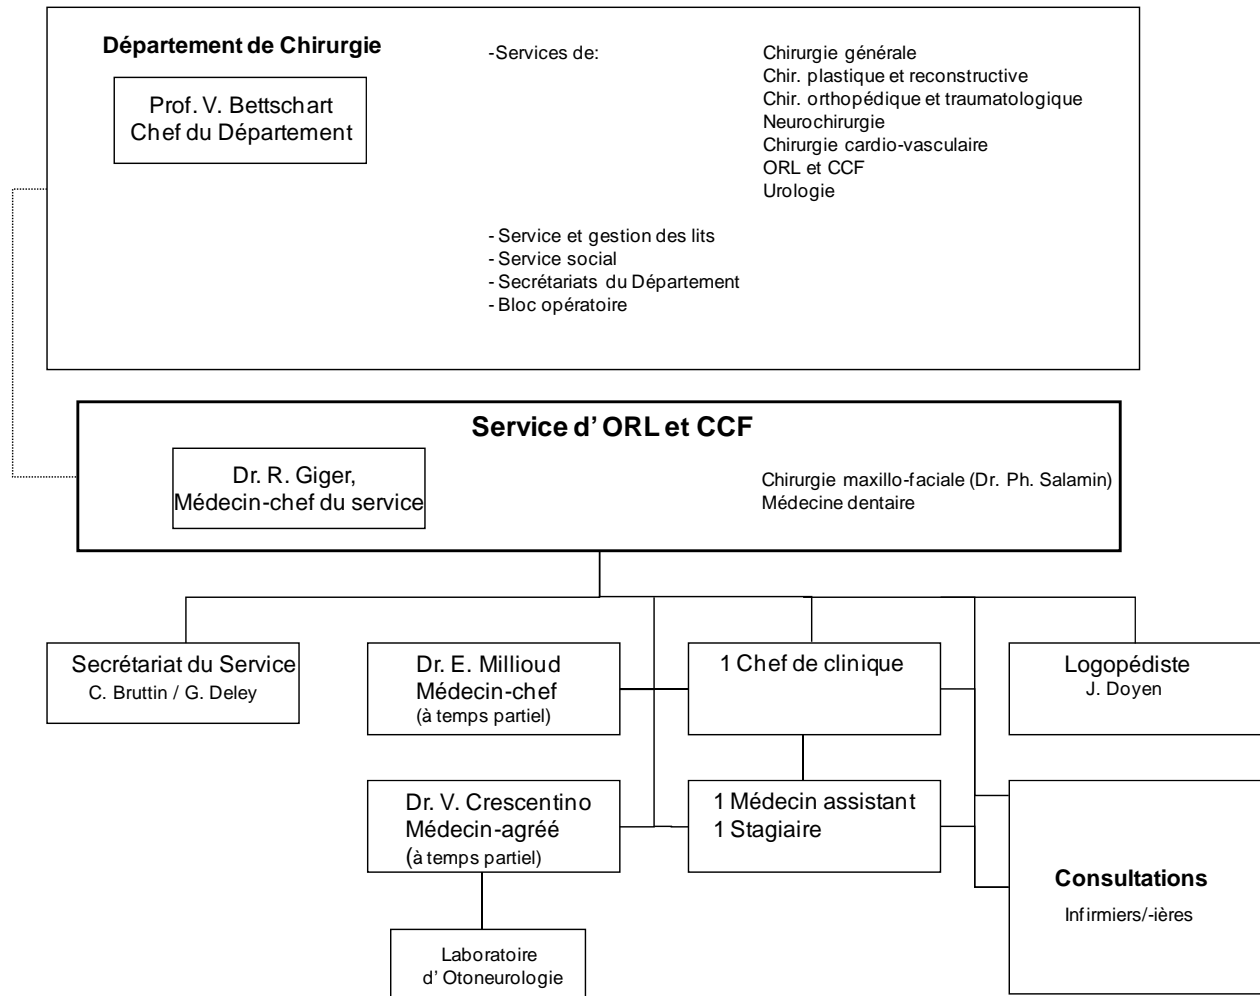 Département de Chirurgie
Prof. V. Bettschart
Chef du Département
-Services de:
Chirurgie générale
Chir. plastique et reconstructive
Chir. orthopédique et traumatologique
Neurochirurgie
Chirurgie cardio-vasculaire
ORL et CCF
Urologie
- Service et gestion des lits
- Service social
- Secrétariats du Département
- Bloc opératoire
Service d' ORL et CCF
Dr. R. Giger,
Médecin-chef du service
Chirurgie maxillo-faciale (Dr. Ph. Salamin)
Médecine dentaire
Secrétariat du Service
C. Bruttin / G. Deley
Dr. E. Millioud
Médecin-chef
(à temps partiel)
1 Chef de clinique
Logopédiste
J. Doyen
Dr. V. Crescentino
Médecin-agréé
(à temps partiel)
1 Médecin assistant
1 Stagiaire
Consultations
Infirmiers/-ières
Laboratoire
d' Otoneurologie